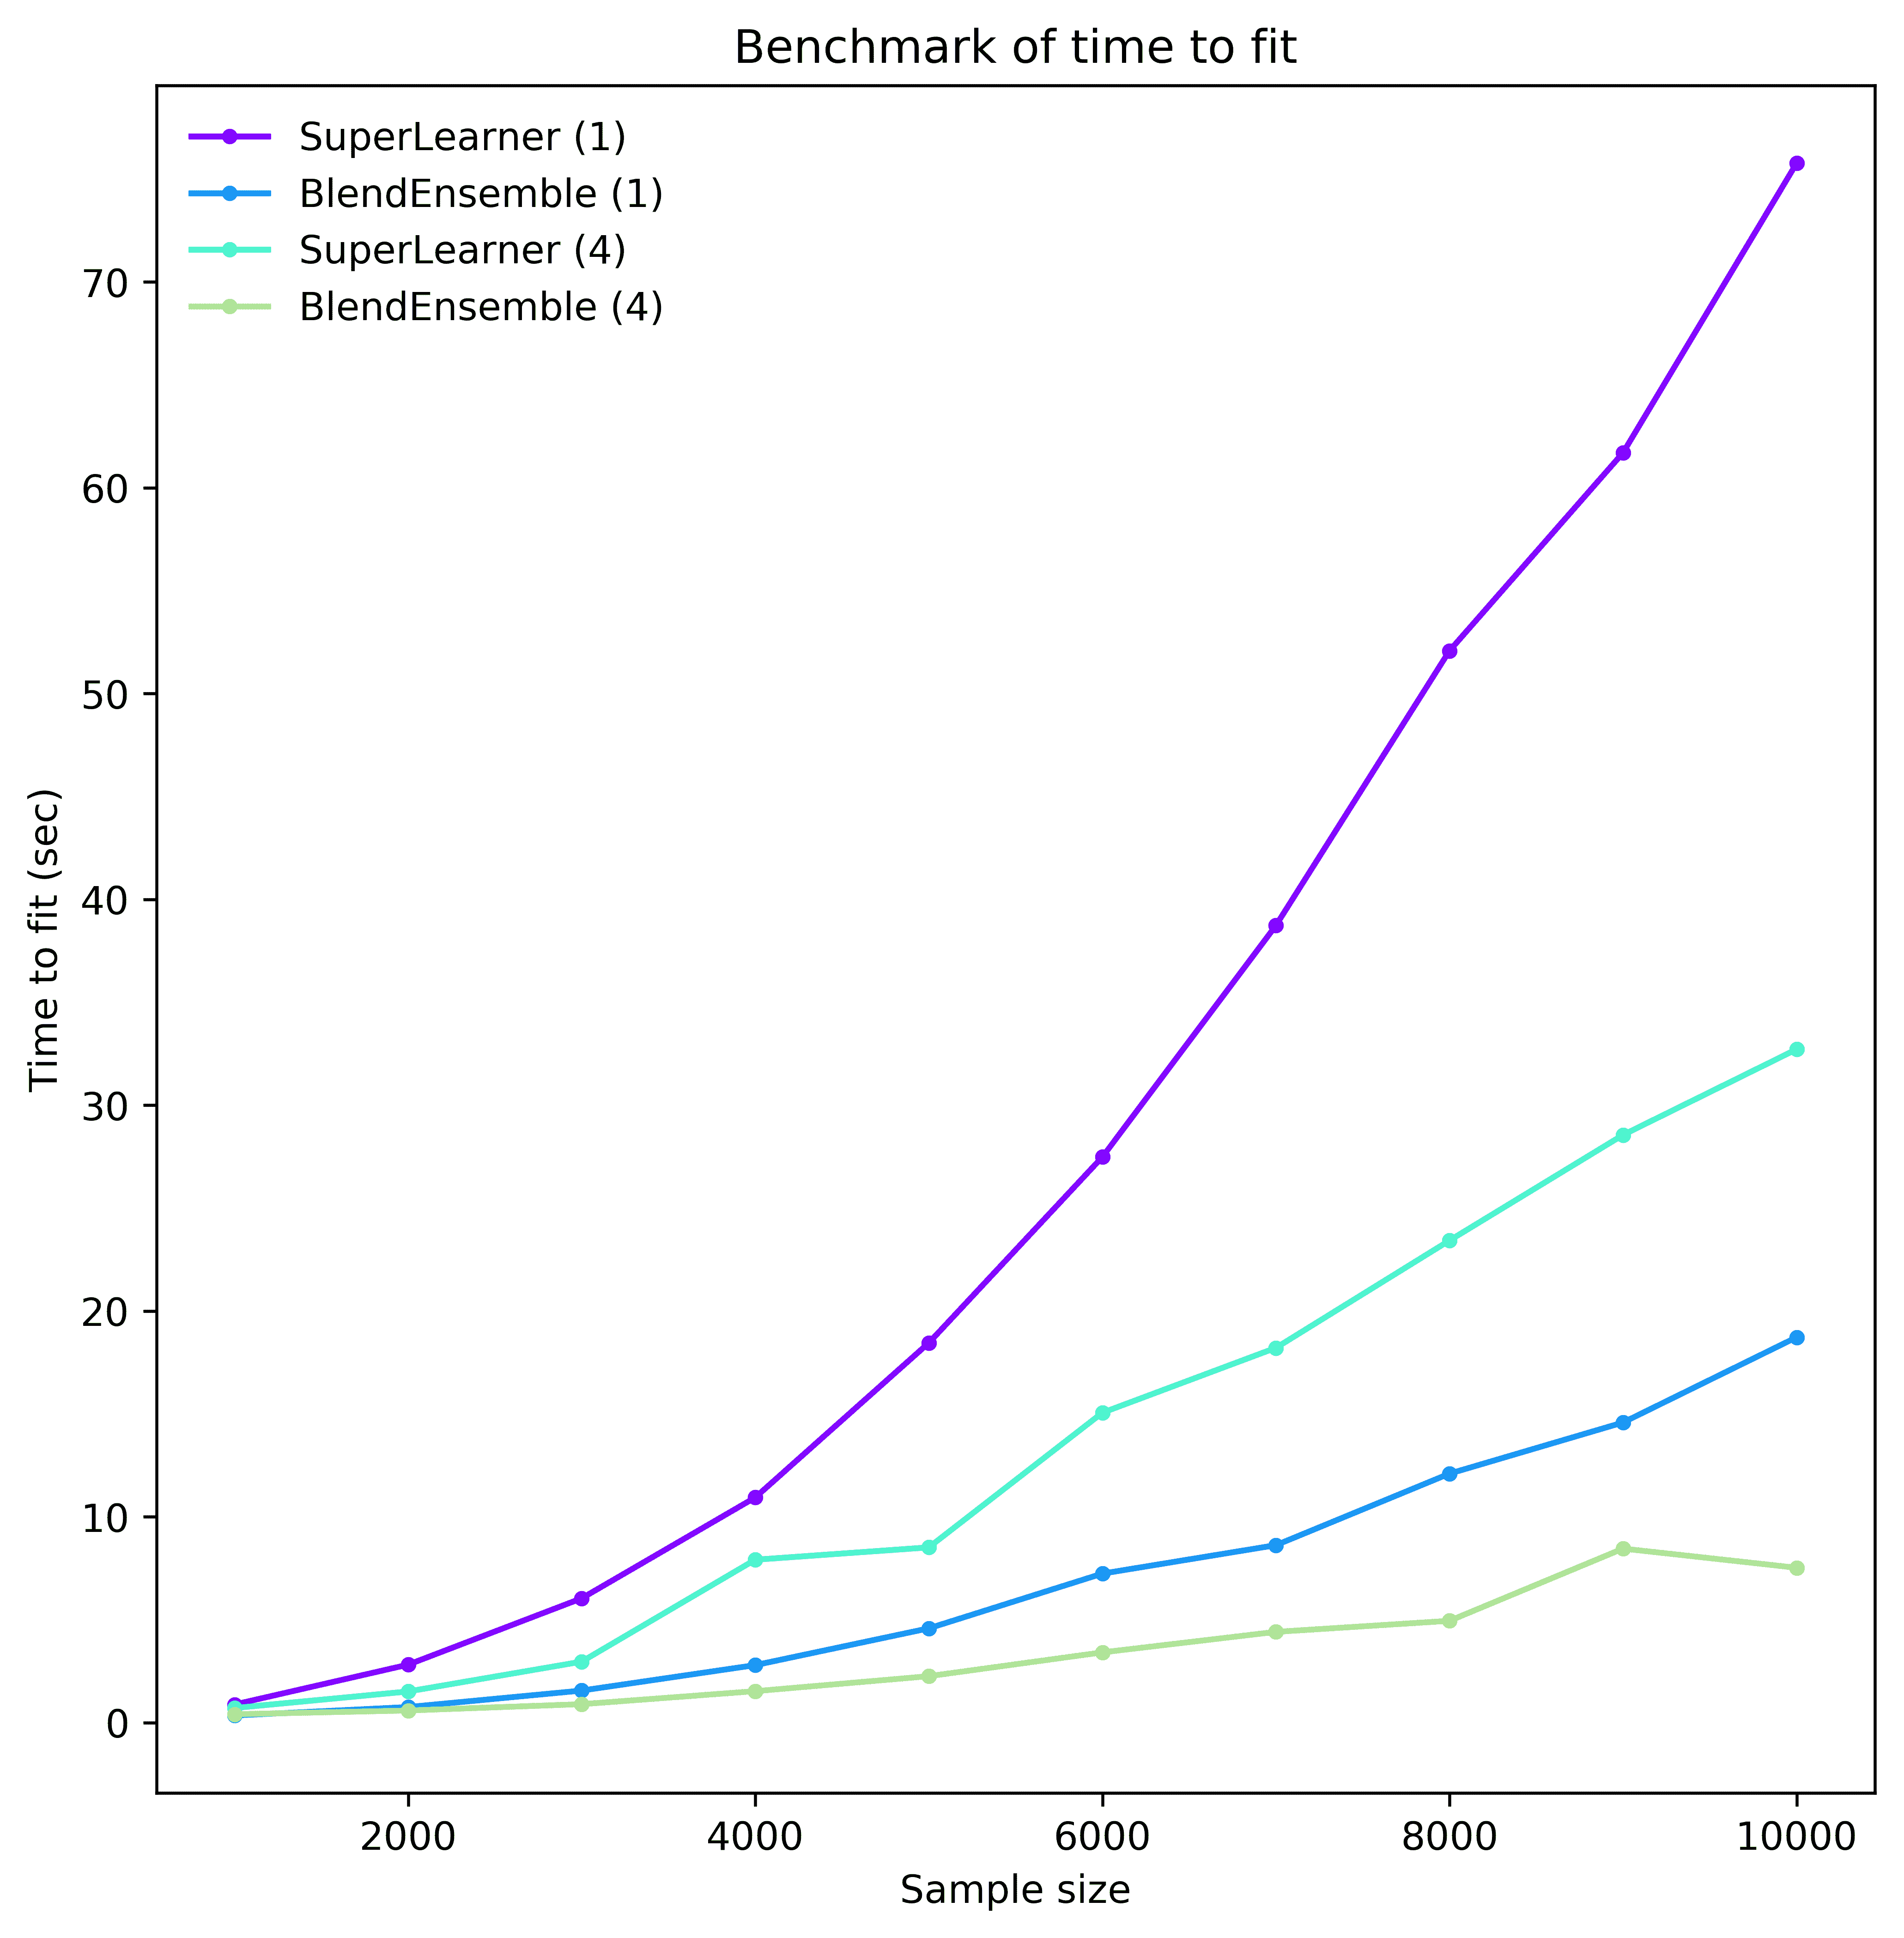 Benchmark of time to fit
SuperLearner (1)
BlendEnsemble (1)
SuperLearner (4)
BlendEnsemble (4)
70
60
50
40
30
20
10
0
Time to fit (sec)
2000
4000
6000
8000
10000
Sample size